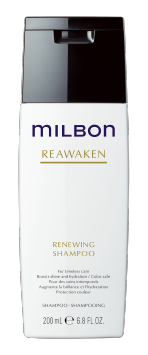 MILBON
REAWAKEN
RENEWING
SHAMPOO
For timeless care
Boosts shine and hydration / Color safe
Pour des soins intemporels
Augmente la brillance et l'hydratation
Protection couleur
SHAMPOO · SHAMPOOING
200 mL ℮ 6.8 FL.OZ.